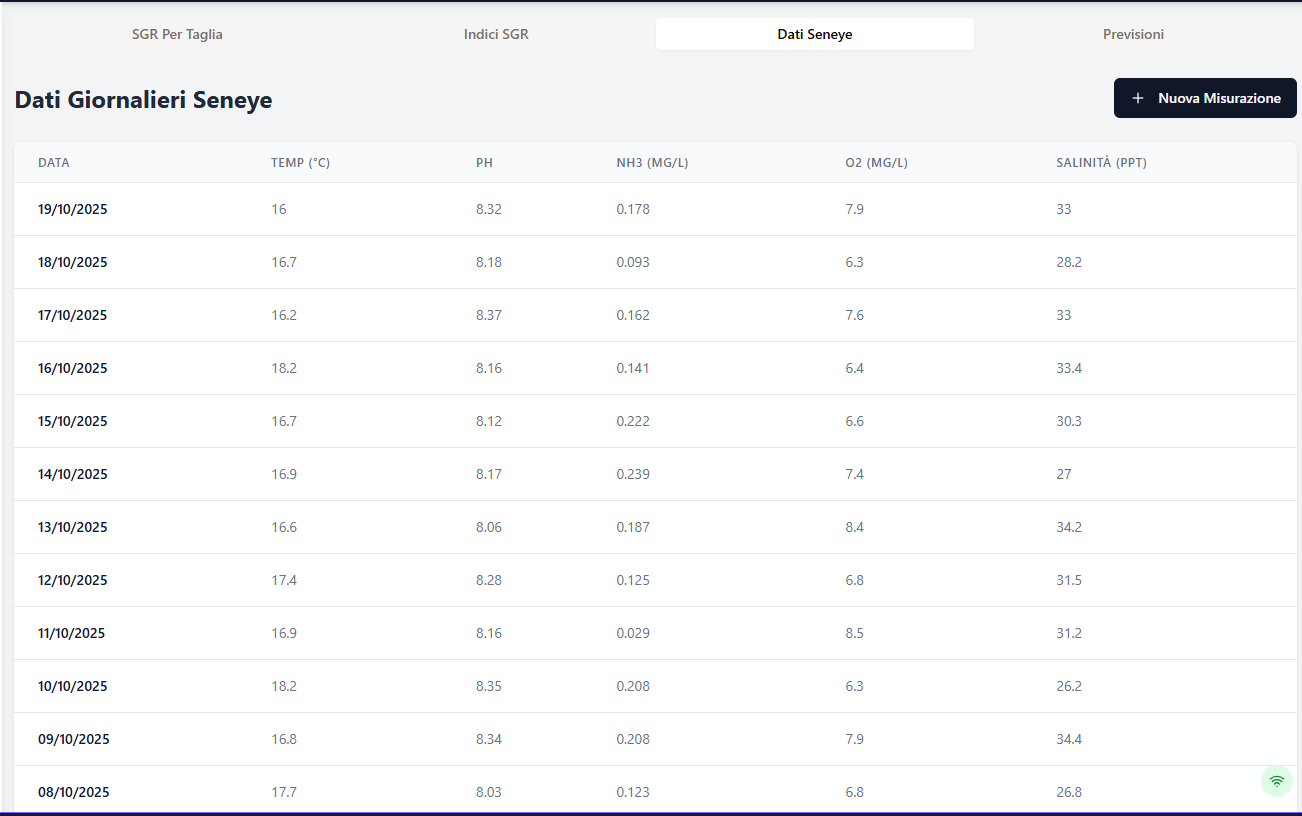 SGR Per Taglia Indici SGR Dati Seneye Previsioni
Dati Giornalieri Seneye
+ Nuova Misurazione
DATA TEMP (°C) PH NH3 (MG/L) O2 (MG/L) SALINITÀ (PPT)
19/10/2025 16 8.32 0.178 7.9 33
18/10/2025 16.7 8.18 0.093 6.3 28.2
17/10/2025 16.2 8.37 0.162 7.6 33
16/10/2025 18.2 8.16 0.141 6.4 33.4
15/10/2025 16.7 8.12 0.222 6.6 30.3
14/10/2025 16.9 8.17 0.239 7.4 27
13/10/2025 16.6 8.06 0.187 8.4 34.2
12/10/2025 17.4 8.28 0.125 6.8 31.5
11/10/2025 16.9 8.16 0.029 8.5 31.2
10/10/2025 18.2 8.35 0.208 6.3 26.2
09/10/2025 16.8 8.34 0.208 7.9 34.4
08/10/2025 17.7 8.03 0.123 6.8 26.8